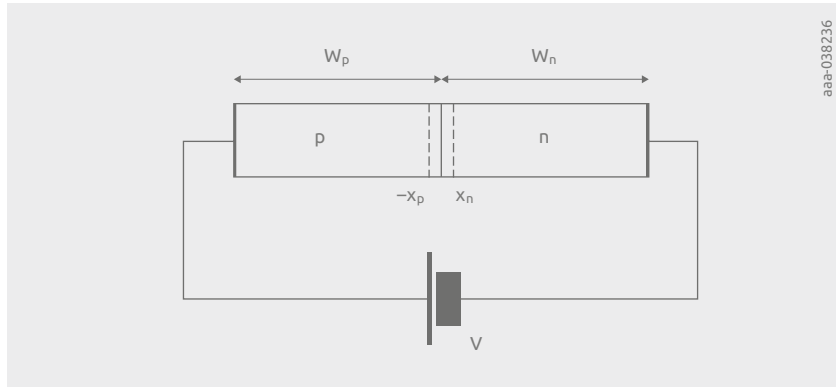 Wₚ
Wₙ
aaa-038236
p
n
–xₚ
xₙ
V